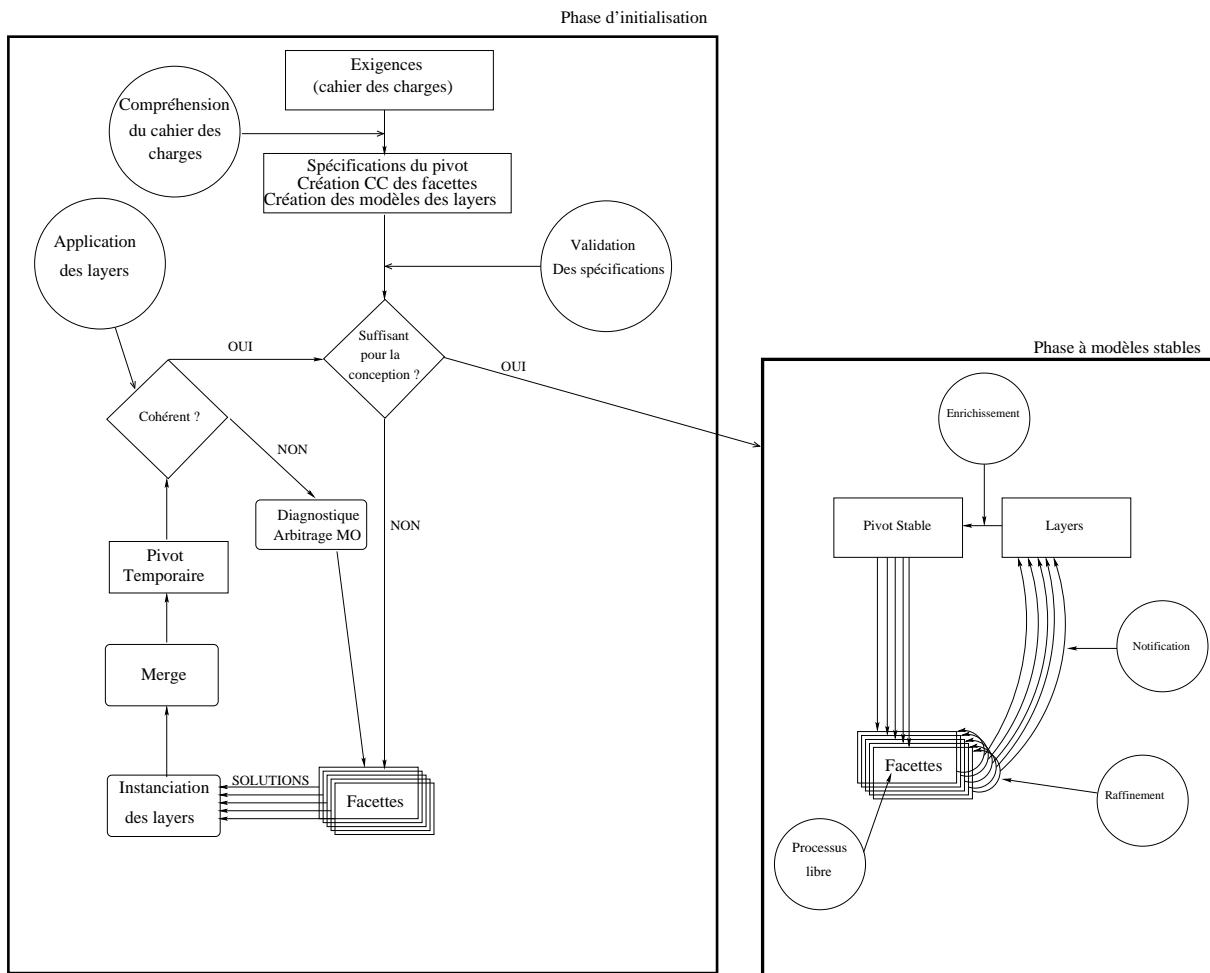 Phase d'initialisation
Exigences
(cahier des charges)
Compréhension
du cahier des
charges
Spécifications du pivot
Création CC des facettes
Création des modèles des layers
Application
des layers
Validation
Des spécifications
Suffisant
pour la
conception ?
OUI
OUI
Cohérent ?
NON
NON
Diagnostique
Arbitrage MO
Pivot
Temporaire
Merge
Instanciation
des layers
SOLUTIONS
Facettes
Phase à modèles stables
Enrichissement
Pivot Stable
Layers
Notification
Facettes
Raffinement
Processus
libre